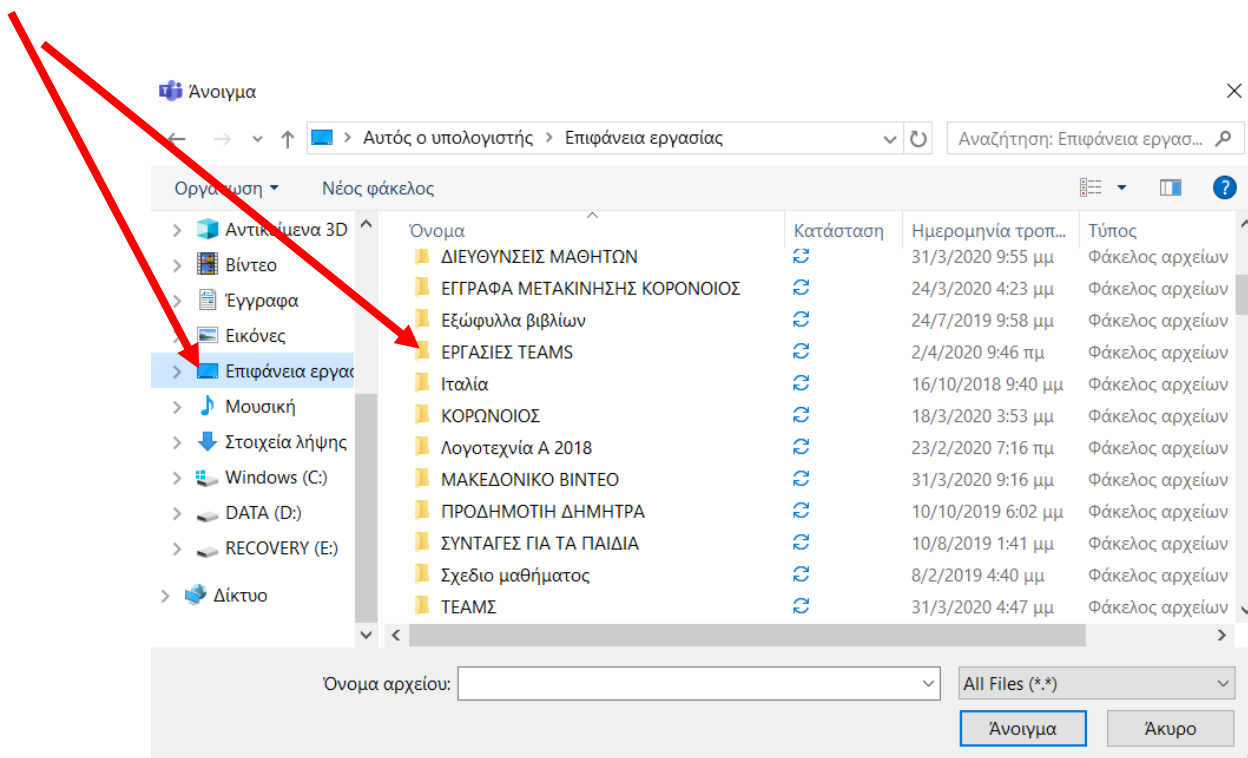 Άνοιγμα
Αυτός ο υπολογιστής > Επιφάνεια εργασίας
Αναζήτηση: Επιφάνεια εργασ...
Οργάνωση Νέος φάκελος
Όνομα Κατάσταση Ημερομηνία τροπ... Τύπος
Αντικείμενα 3D
Βίντεο
Έγγραφα
Εικόνες
Επιφάνεια εργασ
Μουσική
Στοιχεία λήψης
Windows (C:)
DATA (D:)
RECOVERY (E:)
Δίκτυο
ΔΙΕΥΘΥΝΣΕΙΣ ΜΑΘΗΤΩΝ 31/3/2020 9:55 μμ Φάκελος αρχείων
ΕΓΓΡΑΦΑ ΜΕΤΑΚΙΝΗΣΗΣ ΚΟΡΟΝΟΙΟΣ 24/3/2020 4:23 μμ Φάκελος αρχείων
Εξώφυλλα βιβλίων 24/7/2019 9:58 μμ Φάκελος αρχείων
ΕΡΓΑΣΙΕΣ TEAMS 2/4/2020 9:46 πμ Φάκελος αρχείων
Ιταλία 16/10/2018 9:40 μμ Φάκελος αρχείων
ΚΟΡΩΝΟΙΟΣ 18/3/2020 3:53 μμ Φάκελος αρχείων
Λογοτεχνία Α 2018 23/2/2020 7:16 πμ Φάκελος αρχείων
ΜΑΚΕΔΟΝΙΚΟ ΒΙΝΤΕΟ 31/3/2020 9:16 μμ Φάκελος αρχείων
ΠΡΟΔΗΜΟΤΙΗ ΔΗΜΗΤΡΑ 10/10/2019 6:02 μμ Φάκελος αρχείων
ΣΥΝΤΑΓΕΣ ΓΙΑ ΤΑ ΠΑΙΔΙΑ 10/8/2019 1:41 μμ Φάκελος αρχείων
Σχεδιο μαθήματος 8/2/2019 4:40 μμ Φάκελος αρχείων
ΤΕΑΜΣ 31/3/2020 4:47 μμ Φάκελος αρχείων
Όνομα αρχείου:
All Files (*.*)
Άνοιγμα Άκυρο